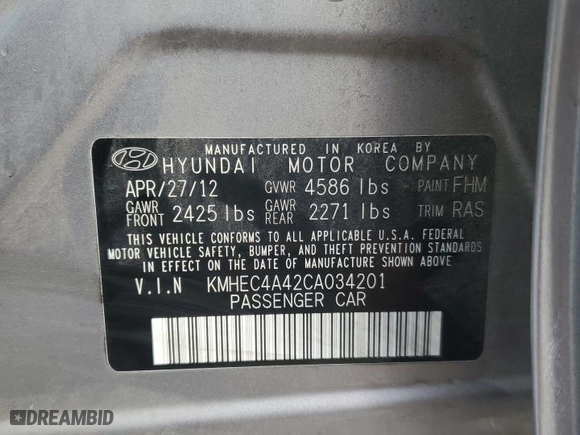 MANUFACTURED IN KOREA BY
HYUNDAI MOTOR COMPANY
APR/27/12 GVWR 4586 lbs PAINT FHM
GAWR FRONT 2425 lbs GAWR REAR 2271 lbs TRIM RAS
THIS VEHICLE CONFORMS TO ALL APPLICABLE U.S.A. FEDERAL
MOTOR VEHICLE SAFETY, BUMPER, AND THEFT PREVENTION STANDARDS
IN EFFECT ON THE DATE OF MANUFACTURE SHOWN ABOVE.
V.I.N KMHEC4A42CA034201
PASSENGER CAR
DREAMBID